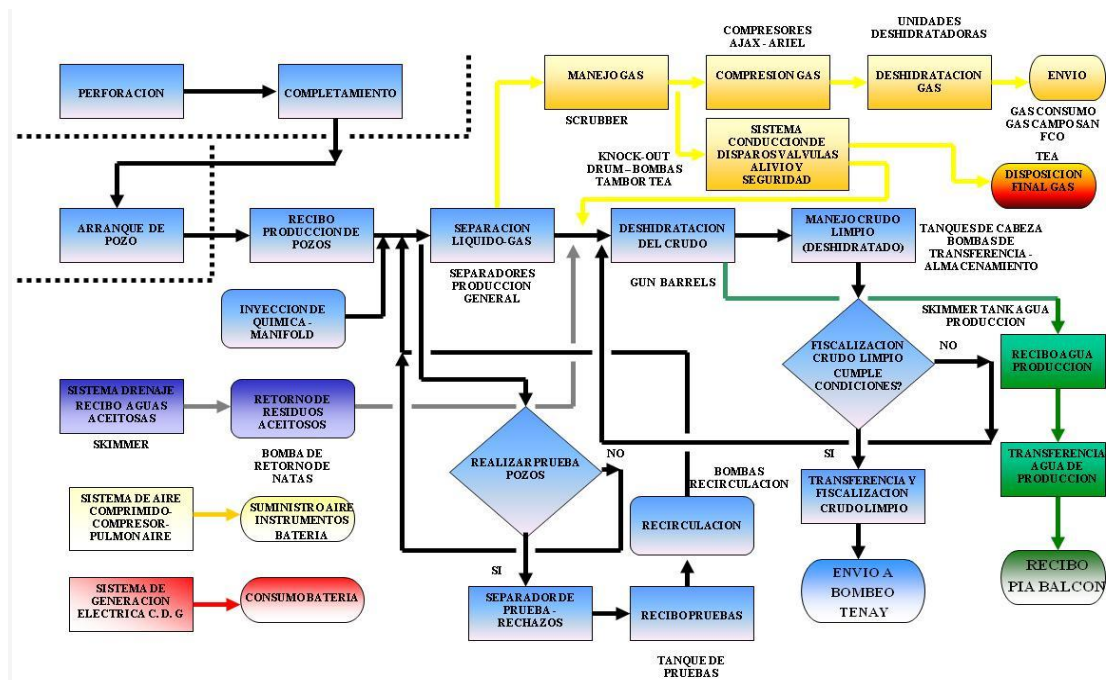 COMPRESORES
AJAX - ARIEL
UNIDADES
DESHIDRATADORAS
PERFORACION
COMPLETAMIENTO
MANEJO GAS
COMPRESION GAS
DESHIDRATACION
GAS
ENVIO
SCRUBBER
GAS CONSUMO
GAS CAMPO SAN
FCO
KNOCK-OUT
DRUM – BOMBAS
TAMBOR TEA
SISTEMA
CONDUCCION DE
DISPAROS VALVULAS
ALIVIO Y
SEGURIDAD
TEA
DISPOSICION
FINAL GAS
ARRANQUE DE
POZO
RECIBO
PRODUCCION DE
POZOS
SEPARACION
LIQUIDO-GAS
DESHIDRATACION
DEL CRUDO
MANEJO CRUDO
LIMPIO
(DESHIDRATADO)
TANQUES DE CABEZA
BOMBAS DE
TRANSFERENCIA -
ALMACENAMIENTO
SEPARADORES
PRODUCCION
GENERAL
GUN BARRELS
INYECCION DE
QUIMICA -
MANIFOLD
SKIMMER TANK AGUA
PRODUCCION
FISCALIZACION
CRUDO LIMPIO
CUMPLE
CONDICIONES?
NO
RECIBO AGUA
PRODUCCION
SISTEMA DRENAJE
RECIBO AGUAS
ACEITOSAS
RETORNO DE
RESIDUOS
ACEITOSOS
SKIMMER
BOMBA DE
RETORNO DE
NATAS
REALIZAR PRUEBA
POZOS
NO
BOMBAS
RECIRCULACION
SI
TRANSFERENCIA Y
FISCALIZACION
CRUDO LIMPIO
TRANSFERENCIA
AGUA DE
PRODUCCION
SISTEMA DE AIRE
COMPRIMIDO-
COMPRESOR-
PULMON AIRE
SUMINISTRO AIRE
INSTRUMENTOS
BATERIA
RECIRCULACION
SI
SISTEMA DE
GENERACION
ELECTRICA C. D. G
CONSUMO BATERIA
SEPARADOR DE
PRUEBA -
RECHAZOS
RECIBO PRUEBAS
ENVIO A
BOMBEO
TENAY
RECIBO
PIA BALCON
TANQUE DE
PRUEBAS